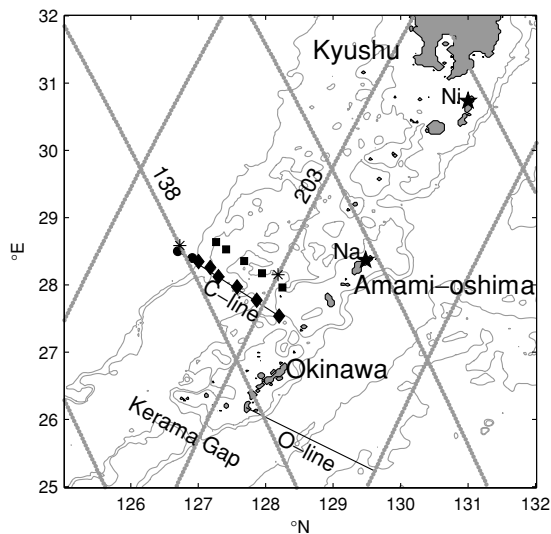 32
31
30
29
28
27
26
25
°E
Kyushu
Ni
138
203
Na
Amami−oshima
C−line
Okinawa
Kerama Gap
O−line
126 127 128 129 130 131 132
°N